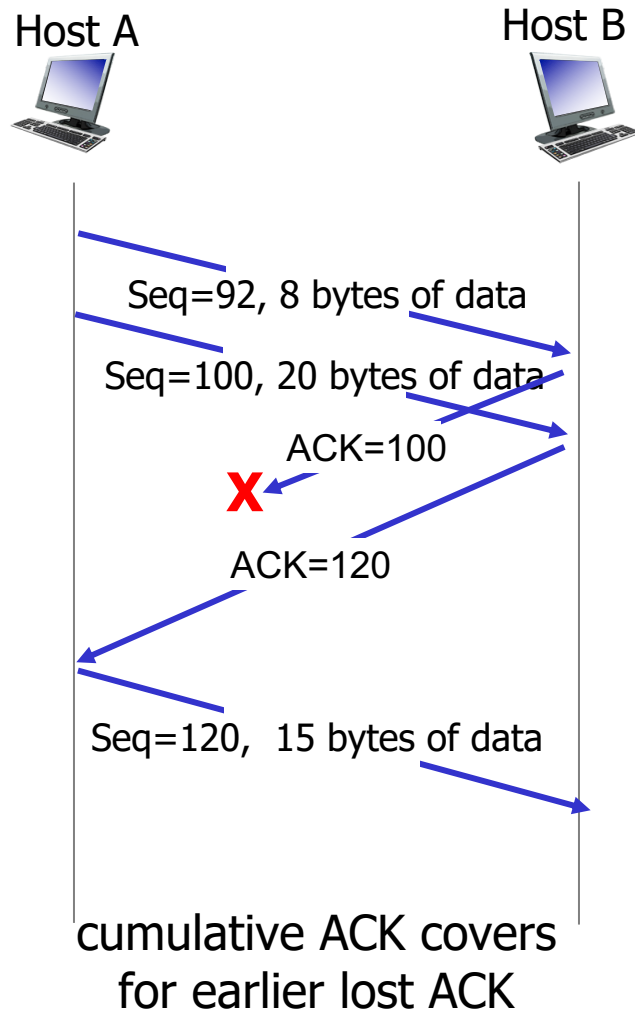 Host A
Host B
Seq=92, 8 bytes of data
Seq=100, 20 bytes of data
ACK=100
X
ACK=120
Seq=120, 15 bytes of data
cumulative ACK covers
for earlier lost ACK